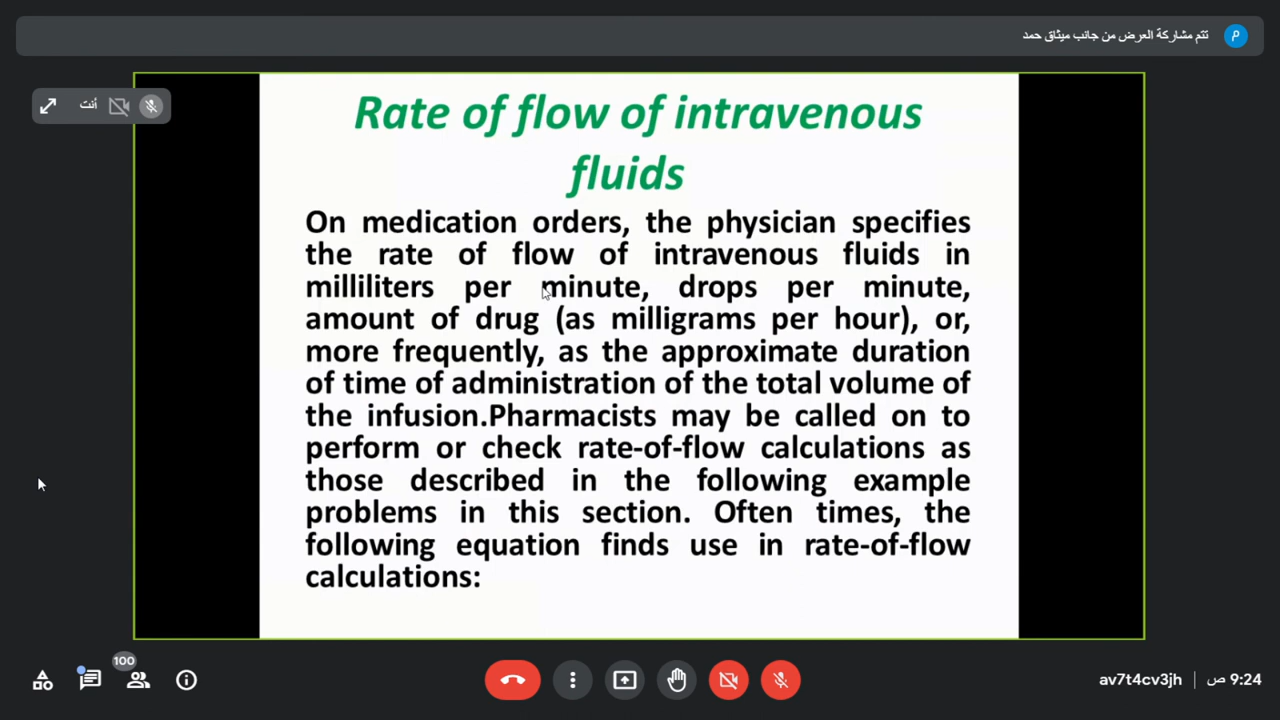 تتم مشاركة العرض من جانب ميثاق حمد
م
أنت
Rate of flow of intravenous
fluids
On medication orders, the physician specifies
the rate of flow of intravenous fluids in
milliliters per minute, drops per minute,
amount of drug (as milligrams per hour), or,
more frequently, as the approximate duration
of time of administration of the total volume of
the infusion.Pharmacists may be called on to
perform or check rate-of-flow calculations as
those described in the following example
problems in this section. Often times, the
following equation finds use in rate-of-flow
calculations:
100
av7t4cv3jh
9:24 ص